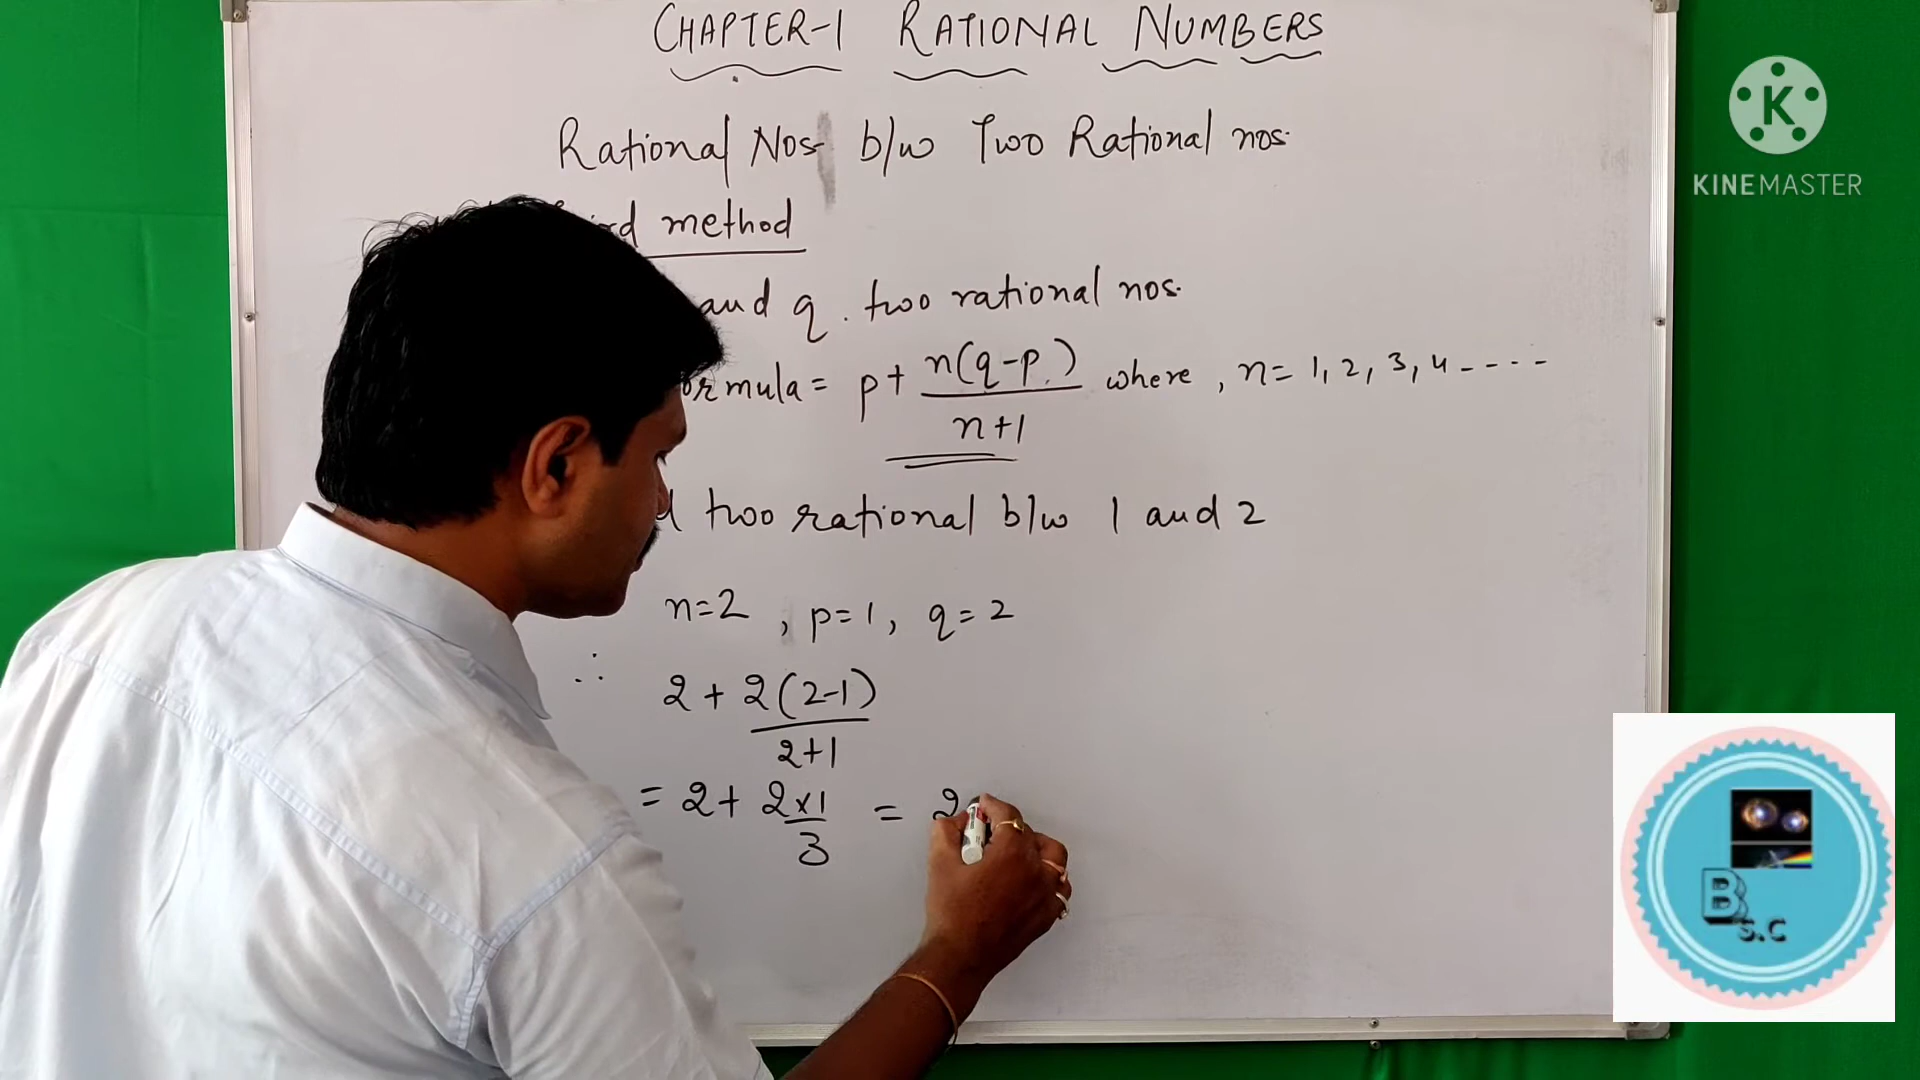 CHAPTER-1 RATIONAL NUMBERS
Rational Nos b/w Two Rational nos.
method
and q. two rational nos.
ormula = p + n(q-p) where, n = 1, 2, 3, 4 - - - -
n+1
two rational b/w 1 and 2
n=2, p=1, q=2
∴ 2 + 2(2-1)
2+1
= 2 + 2×1 = 2
3
K
KINEMASTER
B
S.C